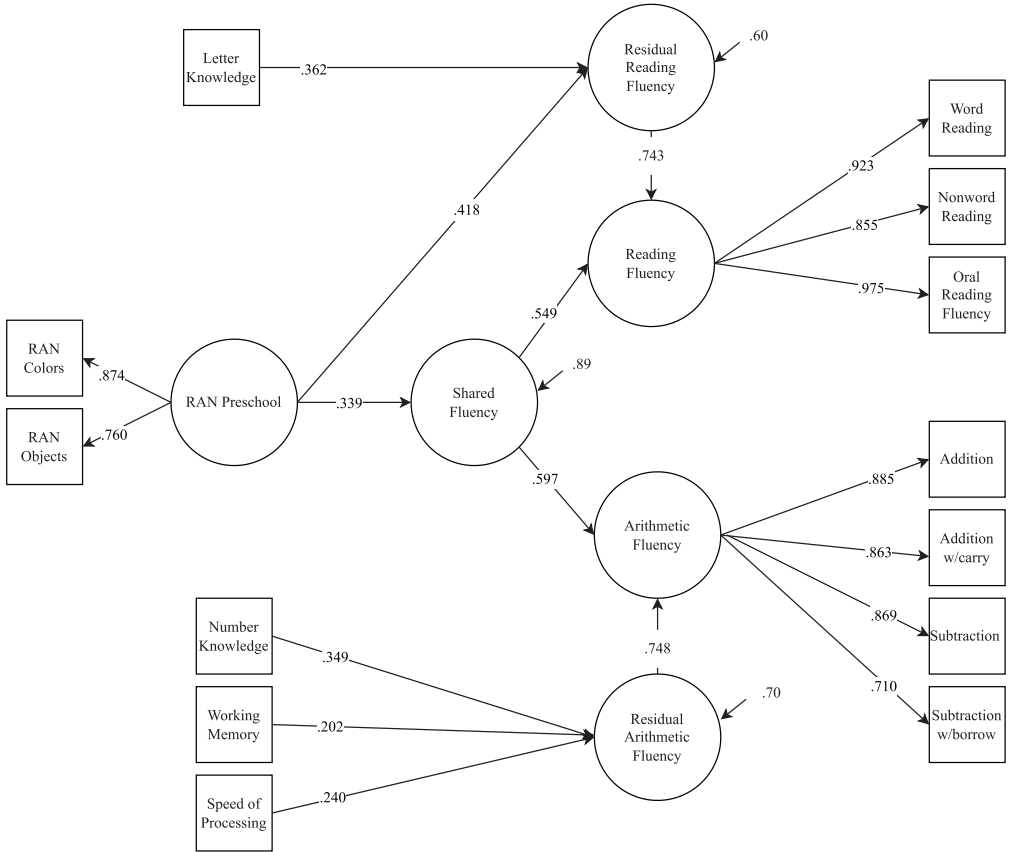 Letter
Knowledge
.362
Residual
Reading
Fluency
.60
.743
Word
Reading
.923
Nonword
Reading
.855
Oral
Reading
Fluency
.975
Reading
Fluency
.418
.549
RAN
Colors
.874
RAN
Objects
.760
RAN Preschool
.339
Shared
Fluency
.89
.597
Arithmetic
Fluency
Addition
.885
Addition
w/carry
.863
Subtraction
.869
Subtraction
w/borrow
.710
Number
Knowledge
.349
Working
Memory
.202
Speed of
Processing
.240
.748
Residual
Arithmetic
Fluency
.70